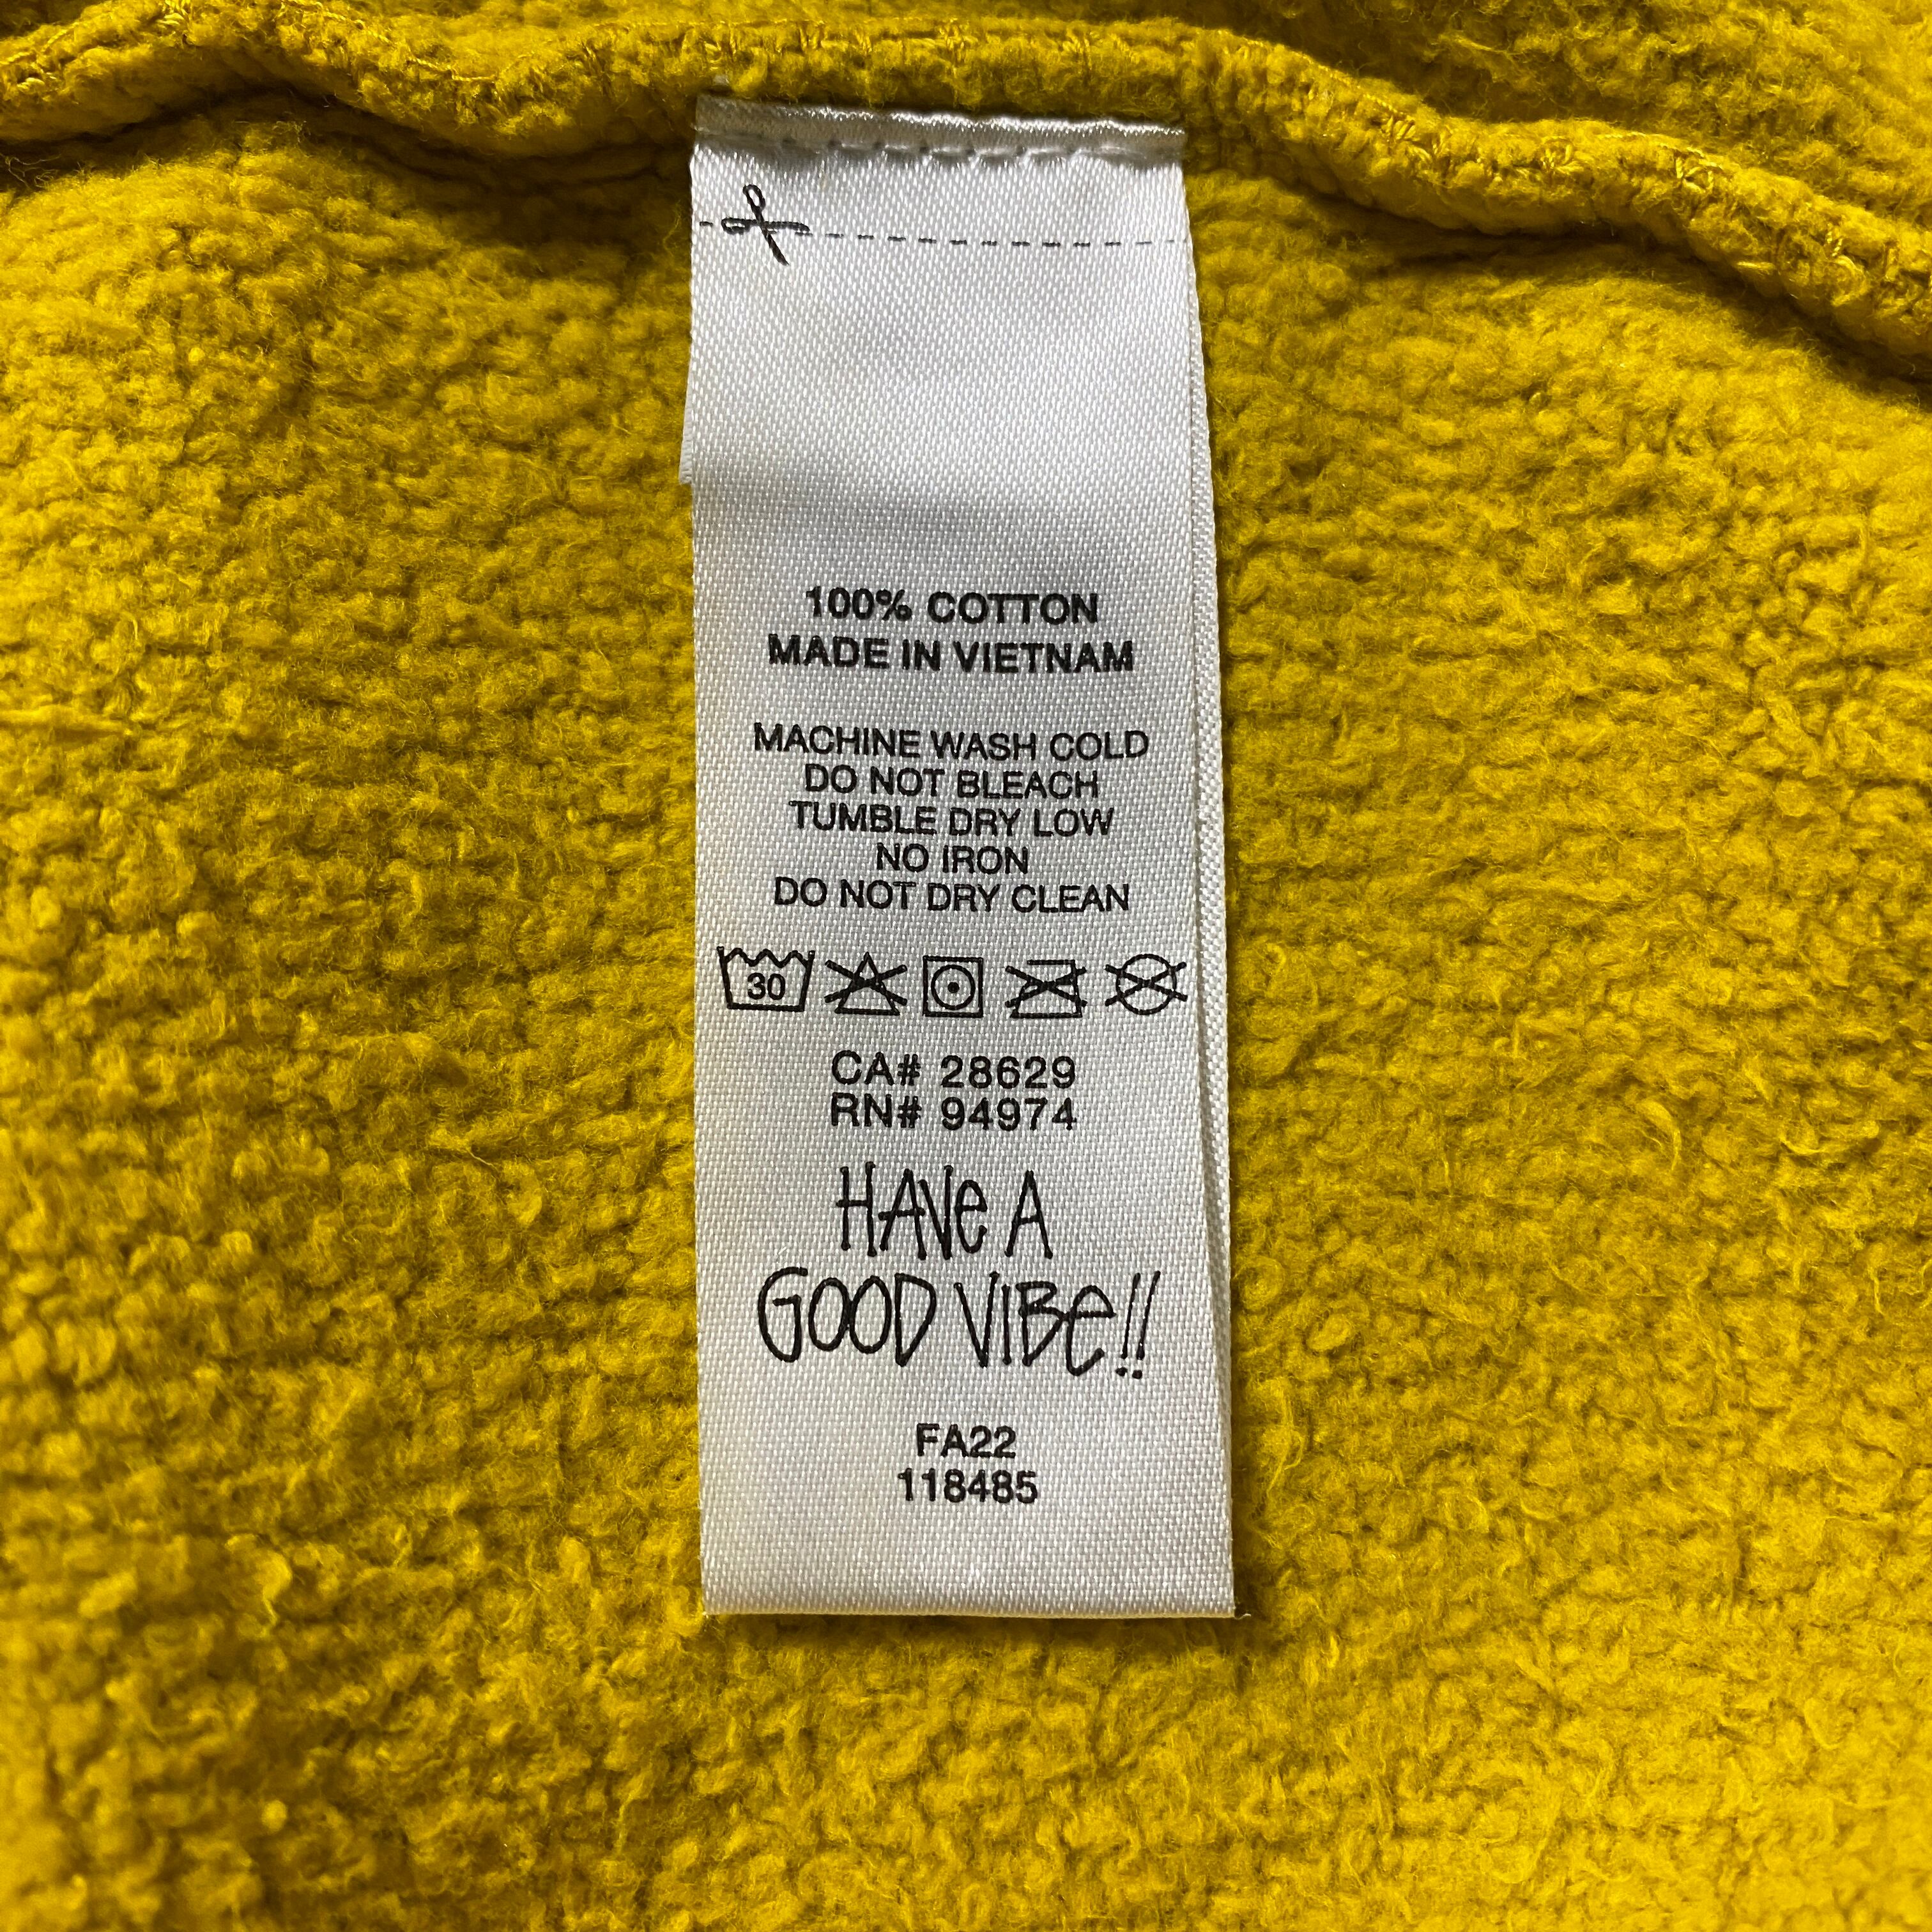 100% COTTON
MADE IN VIETNAM
MACHINE WASH COLD
DO NOT BLEACH
TUMBLE DRY LOW
NO IRON
DO NOT DRY CLEAN
30
CA# 28629
RN# 94974
HAVe A
GOOD VIBe!!
FA22
118485